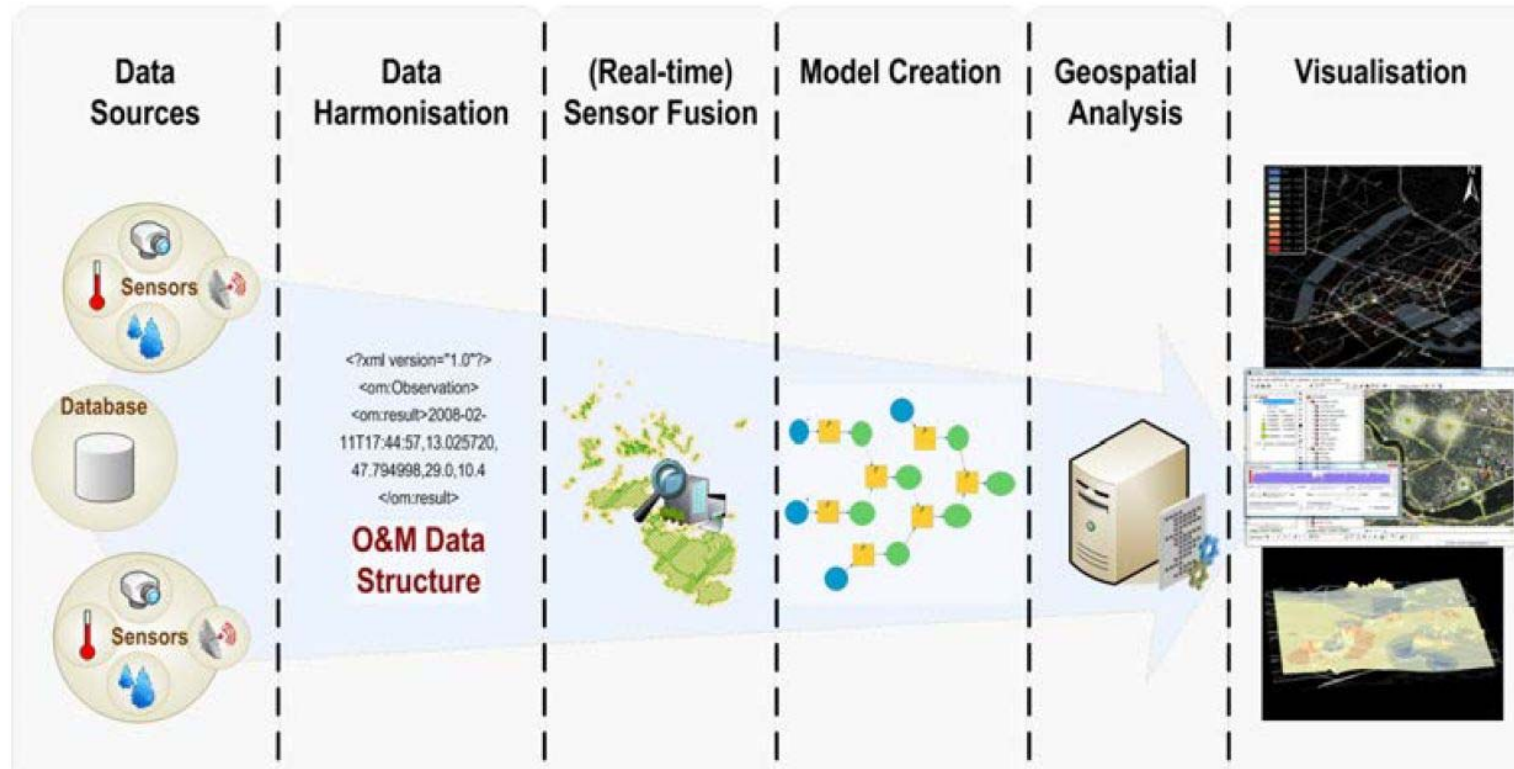 Data
Sources
Data
Harmonisation
(Real-time)
Sensor Fusion
Model Creation
Geospatial
Analysis
Visualisation
Sensors
Database
Sensors
<?xml version="1.0"?>
<om:Observation>
<om:result>2008-02-
11T17:44:57,13.025720,
47.794998,29.0,10.4
</om:result>
O&M Data
Structure
N